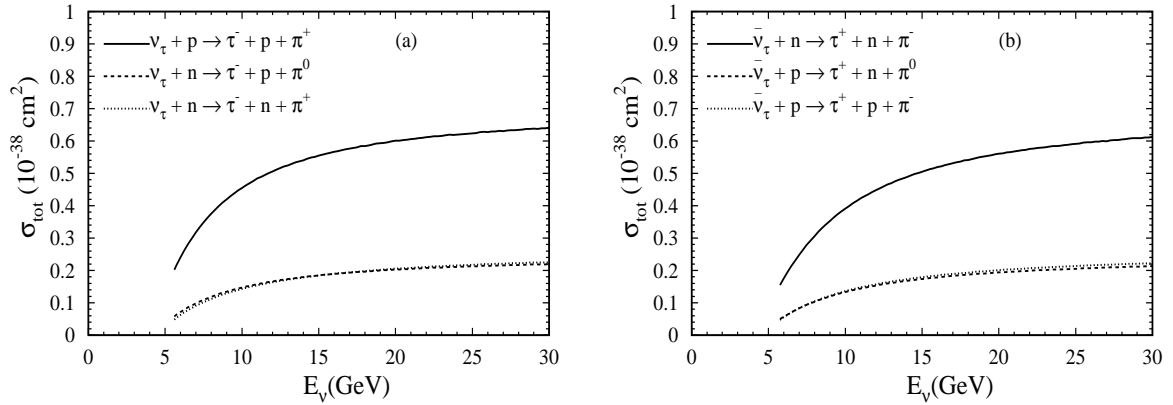 σ_tot (10^-38 cm^2)
1
0.9
0.8
0.7
0.6
0.5
0.4
0.3
0.2
0.1
0
ν_τ + p → τ^- + p + π^+
ν_τ + n → τ^- + p + π^0
ν_τ + n → τ^- + n + π^+
(a)
0 5 10 15 20 25 30
E_ν(GeV)
σ_tot (10^-38 cm^2)
1
0.9
0.8
0.7
0.6
0.5
0.4
0.3
0.2
0.1
0
ν̄_τ + n → τ^+ + n + π^-
ν̄_τ + p → τ^+ + n + π^0
ν̄_τ + p → τ^+ + p + π^-
(b)
0 5 10 15 20 25 30
E_ν(GeV)